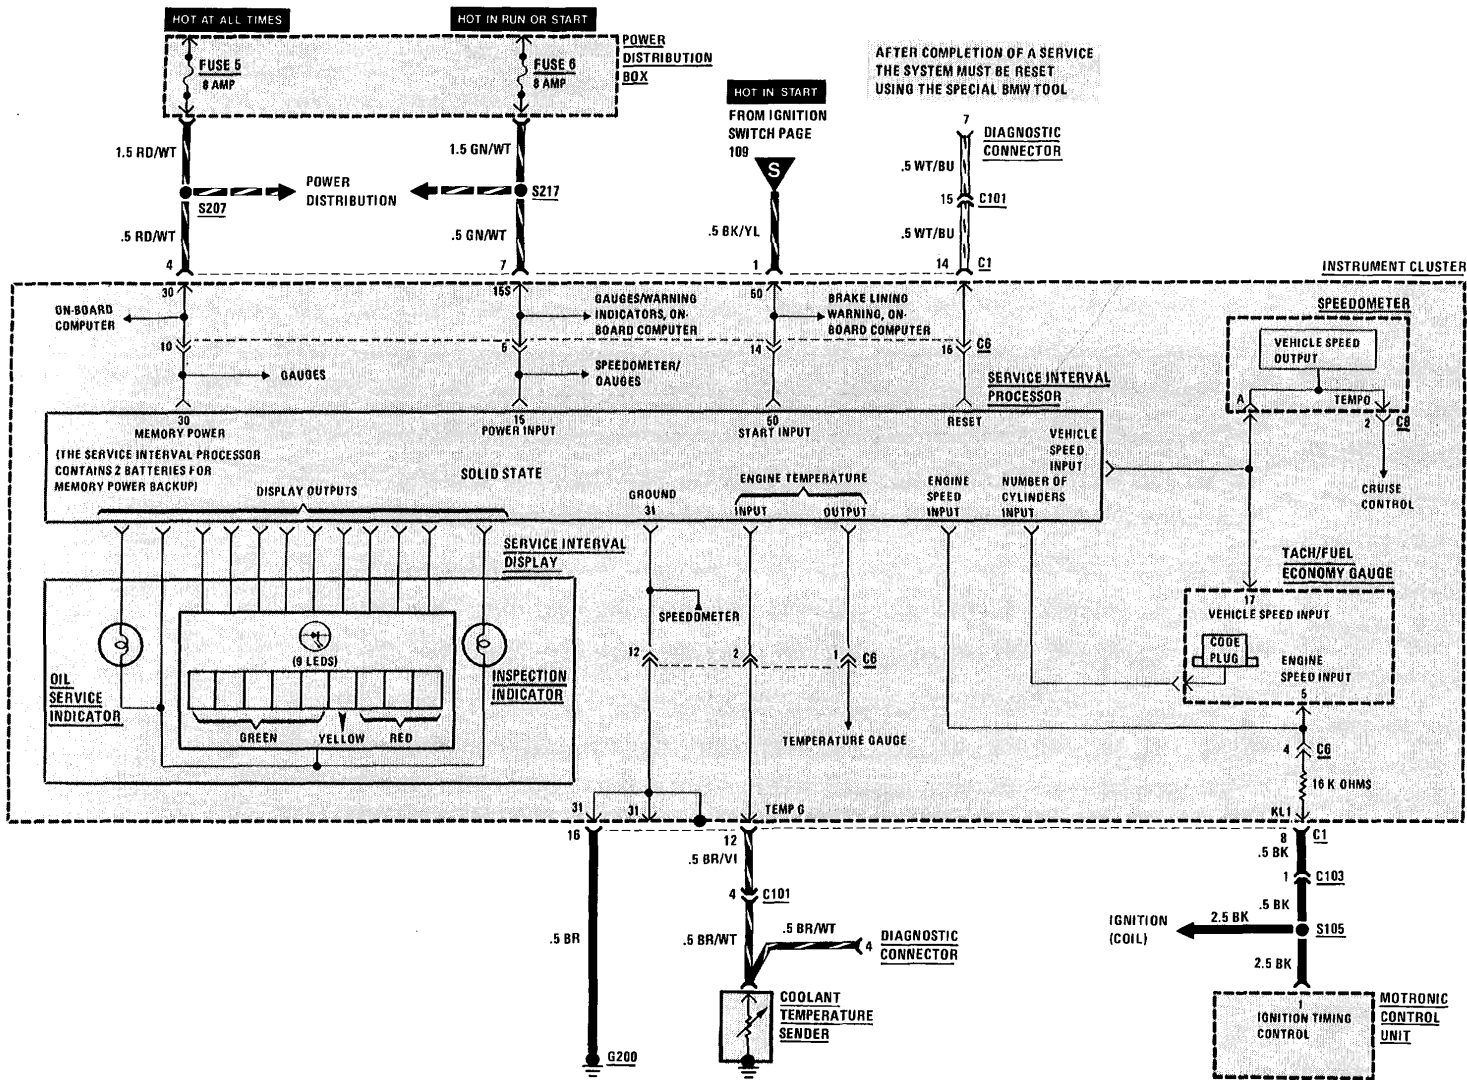 HOT AT ALL TIMES
HOT IN RUN OR START
FUSE 5
8 AMP
FUSE 6
8 AMP
POWER
DISTRIBUTION
BOX
AFTER COMPLETION OF A SERVICE
THE SYSTEM MUST BE RESET
USING THE SPECIAL BMW TOOL
HOT IN START
FROM IGNITION
SWITCH PAGE
109
S
7
DIAGNOSTIC
CONNECTOR
1.5 RD/WT
1.5 GN/WT
.5 WT/BU
POWER
DISTRIBUTION
S207
S217
15
C101
.5 RD/WT
.5 GN/WT
.5 BK/YL
.5 WT/BU
4
7
1
14
C1
INSTRUMENT CLUSTER
30
15S
50
ON-BOARD
COMPUTER
GAUGES/WARNING
INDICATORS, ON-
BOARD COMPUTER
BRAKE LINING
WARNING, ON-
BOARD COMPUTER
SPEEDOMETER
VEHICLE SPEED
OUTPUT
10
5
14
16
C6
GAUGES
SPEEDOMETER/
GAUGES
SERVICE INTERVAL
PROCESSOR
A
TEMPO
2
C8
CRUISE
CONTROL
30
15
50
MEMORY POWER
POWER INPUT
START INPUT
RESET
VEHICLE
SPEED
INPUT
(THE SERVICE INTERVAL PROCESSOR
CONTAINS 2 BATTERIES FOR
MEMORY POWER BACKUP)
SOLID STATE
DISPLAY OUTPUTS
GROUND
31
ENGINE TEMPERATURE
INPUT
OUTPUT
ENGINE
SPEED
INPUT
NUMBER OF
CYLINDERS
INPUT
SERVICE INTERVAL
DISPLAY
TACH/FUEL
ECONOMY GAUGE
17
VEHICLE SPEED INPUT
CODE
PLUG
ENGINE
SPEED INPUT
5
SPEEDOMETER
12
2
1
C6
TEMPERATURE GAUGE
(9 LEDS)
OIL
SERVICE
INDICATOR
INSPECTION
INDICATOR
GREEN
YELLOW
RED
4
C6
16 K OHMS
31
31
TEMP G
KL1
16
12
8
C1
.5 BR/VI
.5 BK
4
C101
1
C103
.5 BK
.5 BR
.5 BR/WT
.5 BR/WT
4
DIAGNOSTIC
CONNECTOR
IGNITION
(COIL)
2.5 BK
S105
2.5 BK
COOLANT
TEMPERATURE
SENDER
G200
1
IGNITION TIMING
CONTROL
MOTRONIC
CONTROL
UNIT